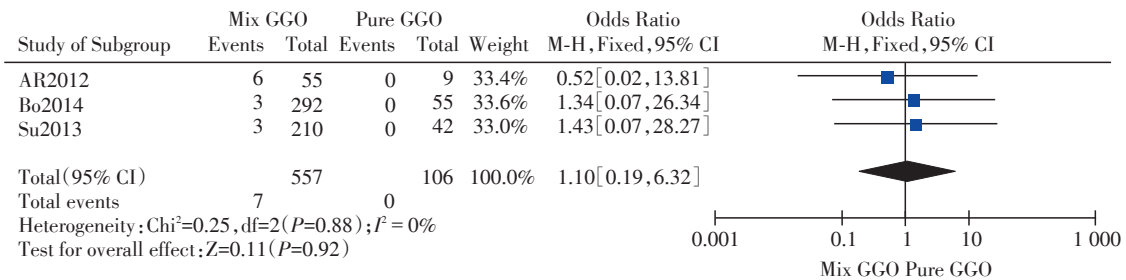 Mix GGO Pure GGO Odds Ratio Odds Ratio
Study of Subgroup Events Total Events Total Weight M-H,Fixed,95% CI M-H,Fixed,95% CI
AR2012 6 55 0 9 33.4% 0.52[0.02,13.81]
Bo2014 3 292 0 55 33.6% 1.34[0.07,26.34]
Su2013 3 210 0 42 33.0% 1.43[0.07,28.27]
Total(95% CI) 557 106 100.0% 1.10[0.19,6.32]
Total events 7 0
Heterogeneity:Chi²=0.25,df=2(P=0.88);I²=0%
Test for overall effect:Z=0.11(P=0.92)
0.001 0.1 1 10 1 000
Mix GGO Pure GGO